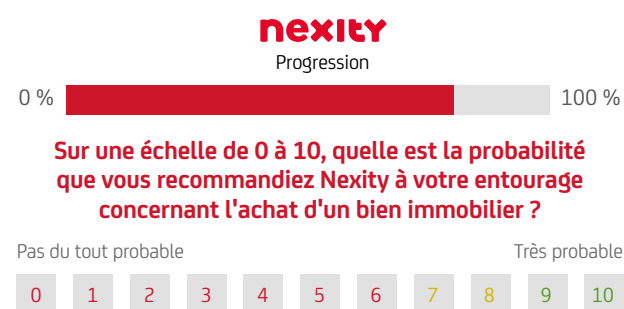 nexity
Progression
0 % 100 %
Sur une échelle de 0 à 10, quelle est la probabilité
que vous recommandiez Nexity à votre entourage
concernant l'achat d'un bien immobilier ?
Pas du tout probable Très probable
0 1 2 3 4 5 6 7 8 9 10